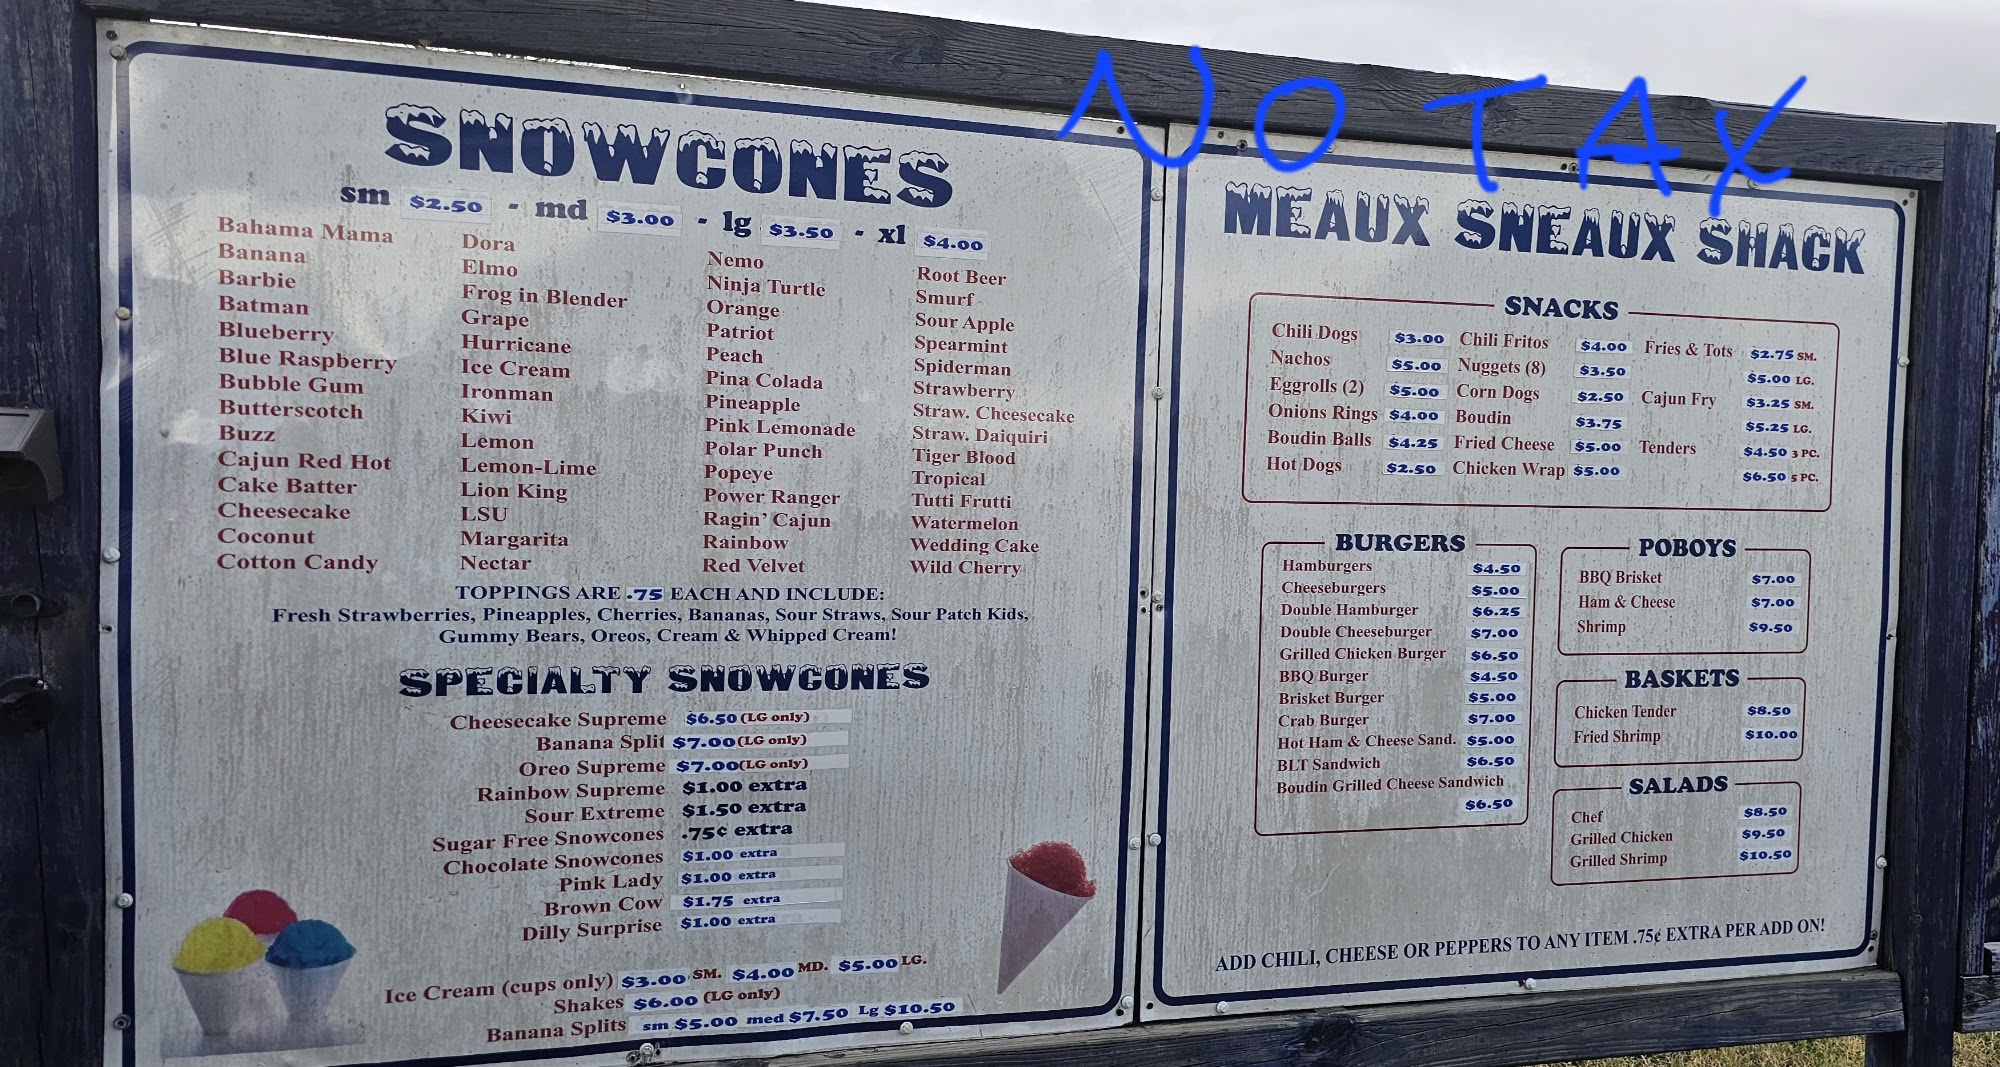 NO TAX
SNOWCONES
sm $2.50 - md $3.00 - lg $3.50 - xl $4.00
Bahama Mama
Banana
Barbie
Batman
Blueberry
Blue Raspberry
Bubble Gum
Butterscotch
Buzz
Cajun Red Hot
Cake Batter
Cheesecake
Coconut
Cotton Candy
Dora
Elmo
Frog in Blender
Grape
Hurricane
Ice Cream
Ironman
Kiwi
Lemon
Lemon-Lime
Lion King
LSU
Margarita
Nectar
Nemo
Ninja Turtle
Orange
Patriot
Peach
Pina Colada
Pineapple
Pink Lemonade
Polar Punch
Popeye
Power Ranger
Ragin' Cajun
Rainbow
Red Velvet
Root Beer
Smurf
Sour Apple
Spearmint
Spiderman
Strawberry
Straw. Cheesecake
Straw. Daiquiri
Tiger Blood
Tropical
Tutti Frutti
Watermelon
Wedding Cake
Wild Cherry
TOPPINGS ARE .75 EACH AND INCLUDE:
Fresh Strawberries, Pineapples, Cherries, Bananas, Sour Straws, Sour Patch Kids,
Gummy Bears, Oreos, Cream & Whipped Cream!
SPECIALTY SNOWCONES
Cheesecake Supreme $6.50 (LG only)
Banana Split $7.00 (LG only)
Oreo Supreme $7.00 (LG only)
Rainbow Supreme $1.00 extra
Sour Extreme $1.50 extra
Sugar Free Snowcones .75¢ extra
Chocolate Snowcones $1.00 extra
Pink Lady $1.00 extra
Brown Cow $1.75 extra
Dilly Surprise $1.00 extra
Ice Cream (cups only) $3.00 SM. $4.00 MD. $5.00 LG.
Shakes $6.00 (LG only)
Banana Splits sm $5.00 med $7.50 Lg $10.50
MEAUX SNEAUX SHACK
SNACKS
Chili Dogs $3.00
Nachos $5.00
Eggrolls (2) $5.00
Onions Rings $4.00
Boudin Balls $4.25
Hot Dogs $2.50
Chili Fritos $4.00
Nuggets (8) $3.50
Corn Dogs $2.50
Boudin $3.75
Fried Cheese $5.00
Chicken Wrap $5.00
Fries & Tots $2.75 SM.
$5.00 LG.
Cajun Fry $3.25 SM.
$5.25 LG.
Tenders $4.50 3 PC.
$6.50 5 PC.
BURGERS
Hamburgers $4.50
Cheeseburgers $5.00
Double Hamburger $6.25
Double Cheeseburger $7.00
Grilled Chicken Burger $6.50
BBQ Burger $4.50
Brisket Burger $5.00
Crab Burger $7.00
Hot Ham & Cheese Sand. $5.00
BLT Sandwich $6.50
Boudin Grilled Cheese Sandwich
$6.50
POBOYS
BBQ Brisket $7.00
Ham & Cheese $7.00
Shrimp $9.50
BASKETS
Chicken Tender $8.50
Fried Shrimp $10.00
SALADS
Chef $8.50
Grilled Chicken $9.50
Grilled Shrimp $10.50
ADD CHILI, CHEESE OR PEPPERS TO ANY ITEM .75¢ EXTRA PER ADD ON!